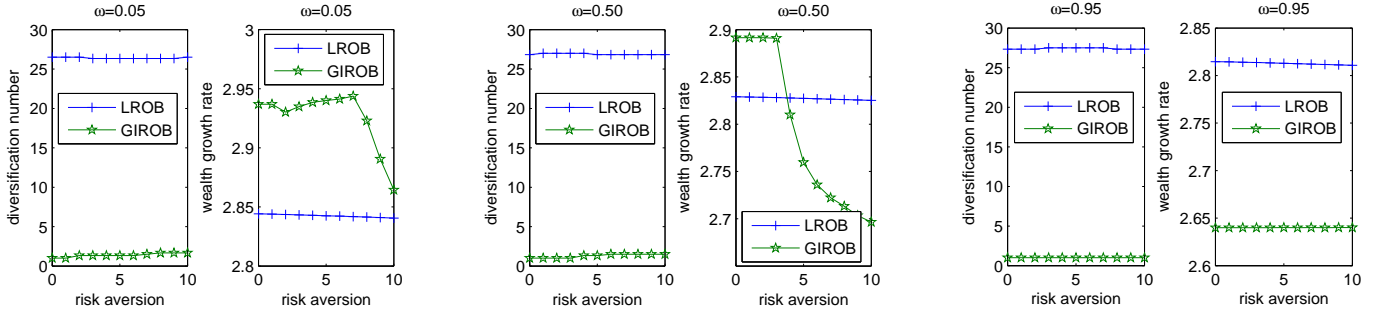 ω=0.05
30
25
20
15
10
5
0
diversification number
LROB
GIROB
0
5
10
risk aversion
ω=0.05
3
2.95
2.9
2.85
2.8
wealth growth rate
LROB
GIROB
0
5
10
risk aversion
ω=0.50
30
25
20
15
10
5
0
diversification number
LROB
GIROB
0
5
10
risk aversion
ω=0.50
2.9
2.85
2.8
2.75
2.7
wealth growth rate
LROB
GIROB
0
5
10
risk aversion
ω=0.95
30
25
20
15
10
5
0
diversification number
LROB
GIROB
0
5
10
risk aversion
ω=0.95
2.85
2.8
2.75
2.7
2.65
2.6
wealth growth rate
LROB
GIROB
0
5
10
risk aversion